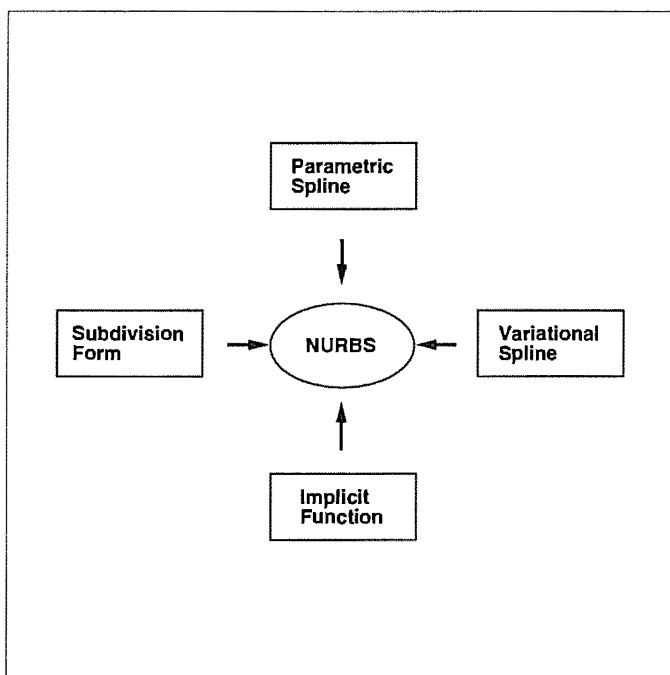 Parametric
Spline
Subdivision
Form
NURBS
Variational
Spline
Implicit
Function